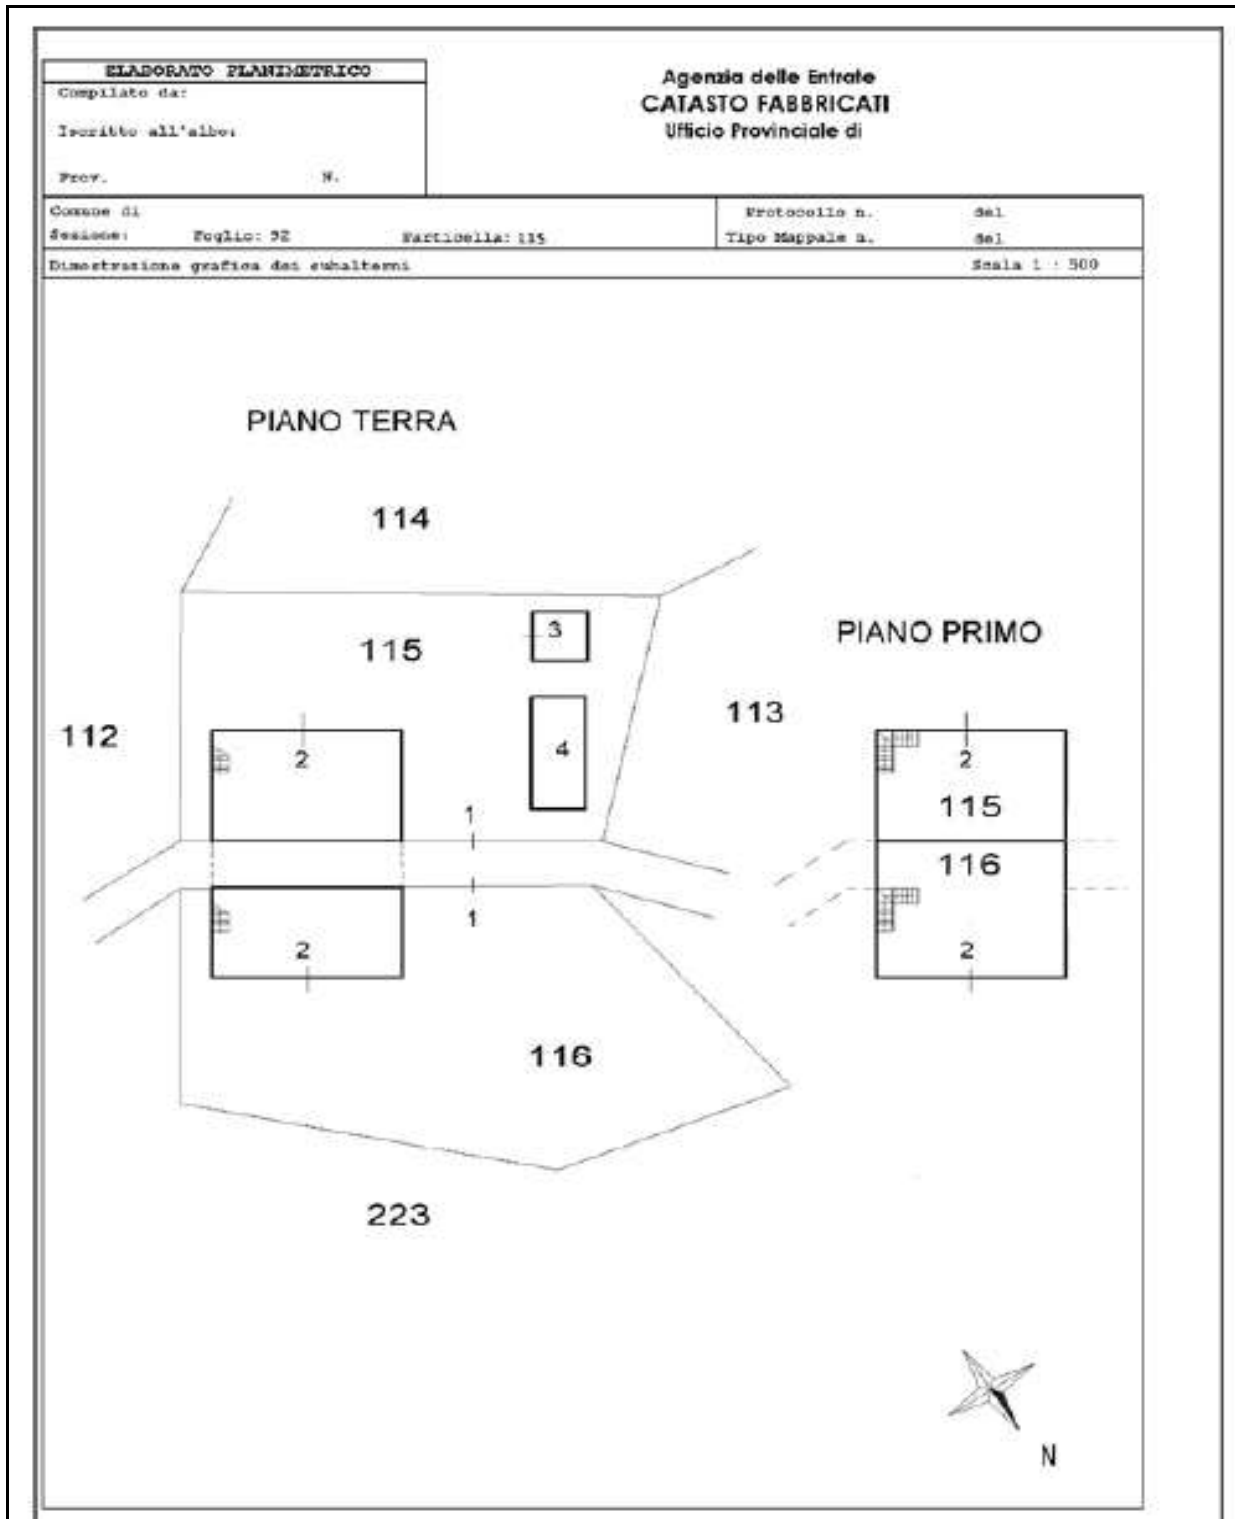 ELABORATO PLANIMETRICO
Compilato da:
Iscritto all'albo:
Prov. N.
Agenzia delle Entrate
CATASTO FABBRICATI
Ufficio Provinciale di
Comune di
Sezione: Foglio: 92 Particella: 115
Protocollo n. del
Tipo Mappale n. del
Dimostrazione grafica dei subalterni Scala 1 : 500
PIANO TERRA
114
115
3
112
2
4
113
1
1
2
116
223
PIANO PRIMO
2
115
116
2
N